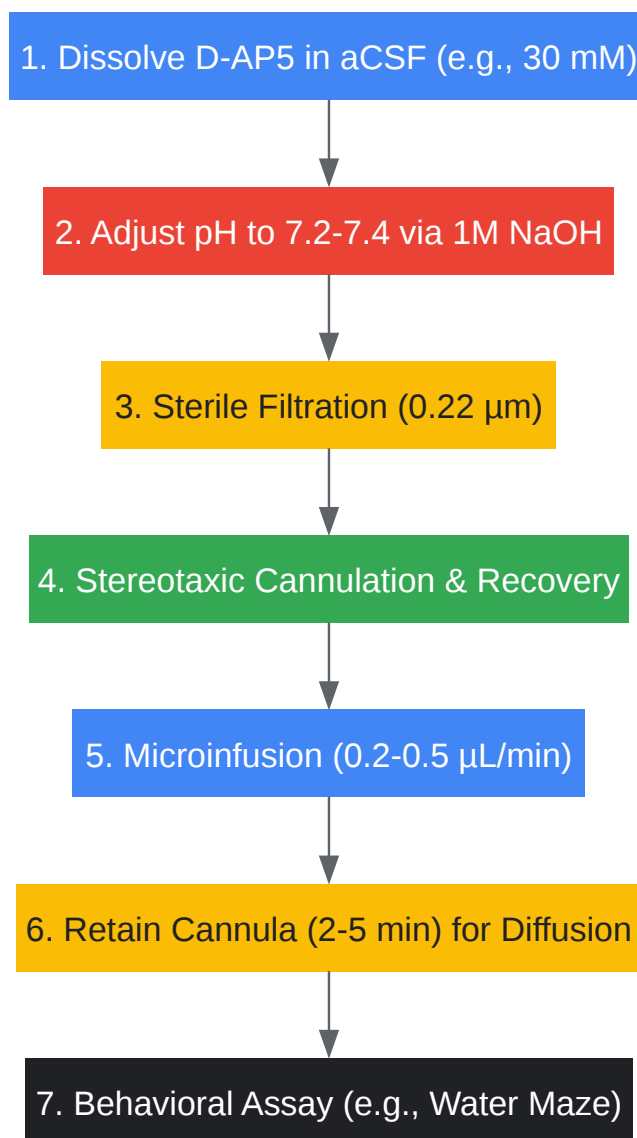 1. Dissolve D-AP5 in aCSF (e.g., 30 mM)
2. Adjust pH to 7.2-7.4 via 1M NaOH
3. Sterile Filtration (0.22 µm)
4. Stereotaxic Cannulation & Recovery
5. Microinfusion (0.2-0.5 µL/min)
6. Retain Cannula (2-5 min) for Diffusion
7. Behavioral Assay (e.g., Water Maze)